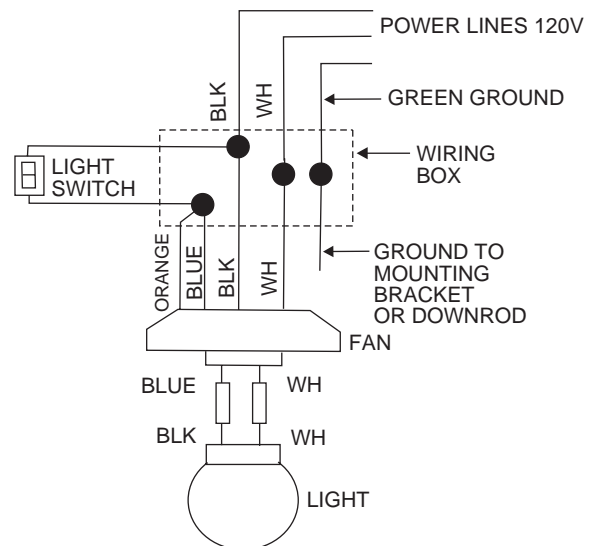 POWER LINES 120V
BLK
WH
GREEN GROUND
WIRING
BOX
LIGHT
SWITCH
ORANGE
BLUE
BLK
WH
GROUND TO
MOUNTING
BRACKET
OR DOWNROD
FAN
BLUE
WH
BLK
WH
LIGHT